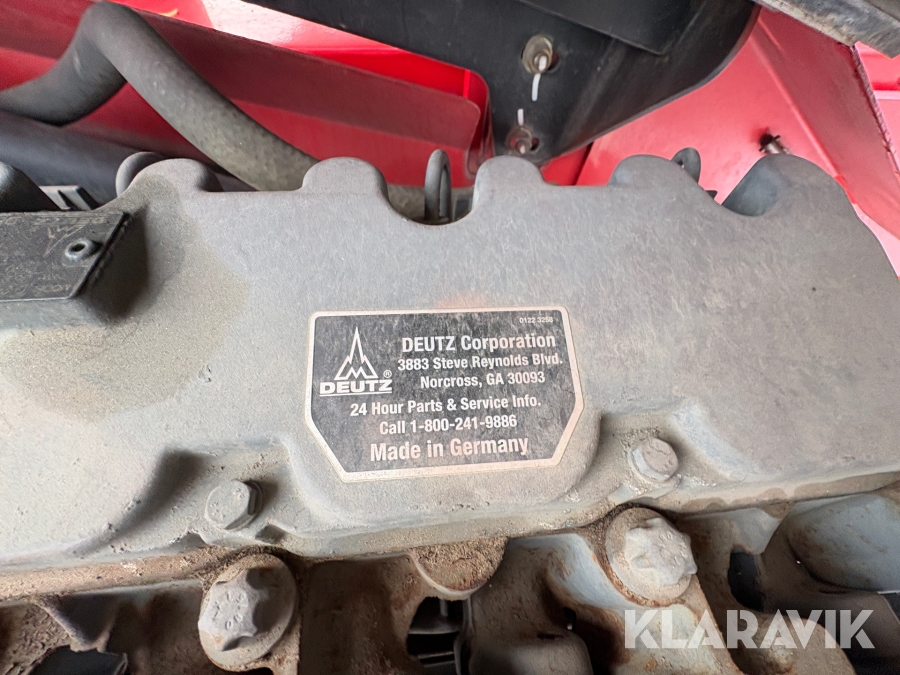 0122 3258
DEUTZ Corporation
3883 Steve Reynolds Blvd.
Norcross, GA 30093
DEUTZ®
24 Hour Parts & Service Info.
Call 1-800-241-9886
Made in Germany
KLARAVIK